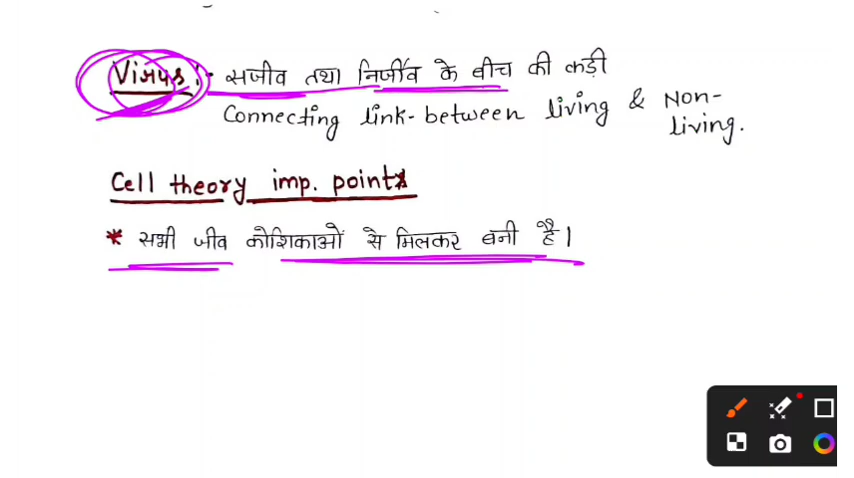 Virus :- सजीव तथा निर्जीव के बीच की कड़ी
Connecting link-between living & Non-living.
Cell theory imp. points
* सभी जीव कोशिकाओं से मिलकर बनी है।